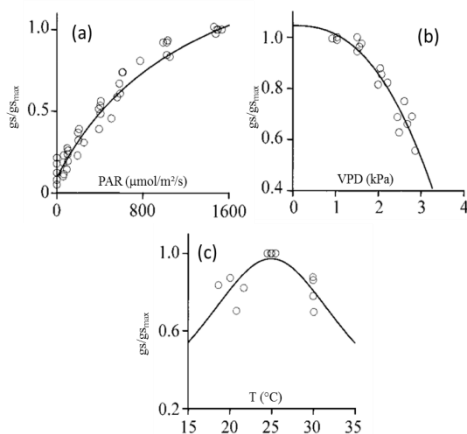 (a)
gs/gsmax
1.0
0.5
0
PAR (μmol/m²/s)
0 800 1600
(b)
gs/gsmax
1.0
0.8
0.6
0.4
VPD (kPa)
0 1 2 3 4
(c)
gs/gsmax
1.0
0.6
0.2
T (°C)
15 20 25 30 35